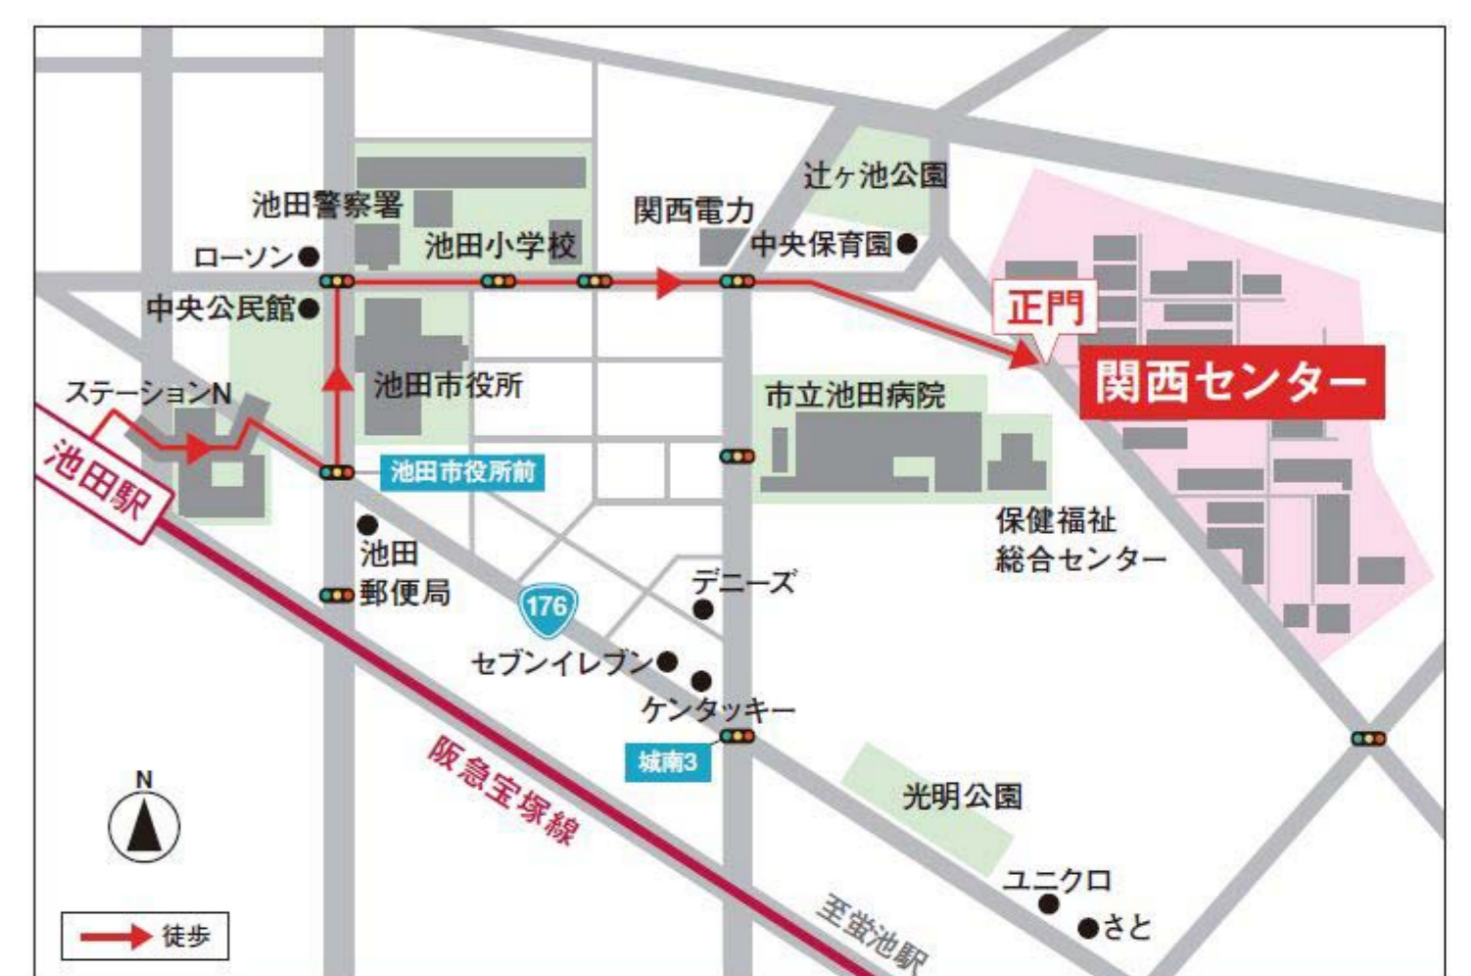 辻ヶ池公園
池田警察署
関西電力
ローソン
池田小学校
中央保育園
中央公民館
正門
関西センター
ステーションN
池田市役所
市立池田病院
池田駅
池田市役所前
保健福祉
総合センター
池田
郵便局
デニーズ
176
セブンイレブン
ケンタッキー
城南3
阪急宝塚線
光明公園
N
ユニクロ
さと
至蛍池駅
徒歩